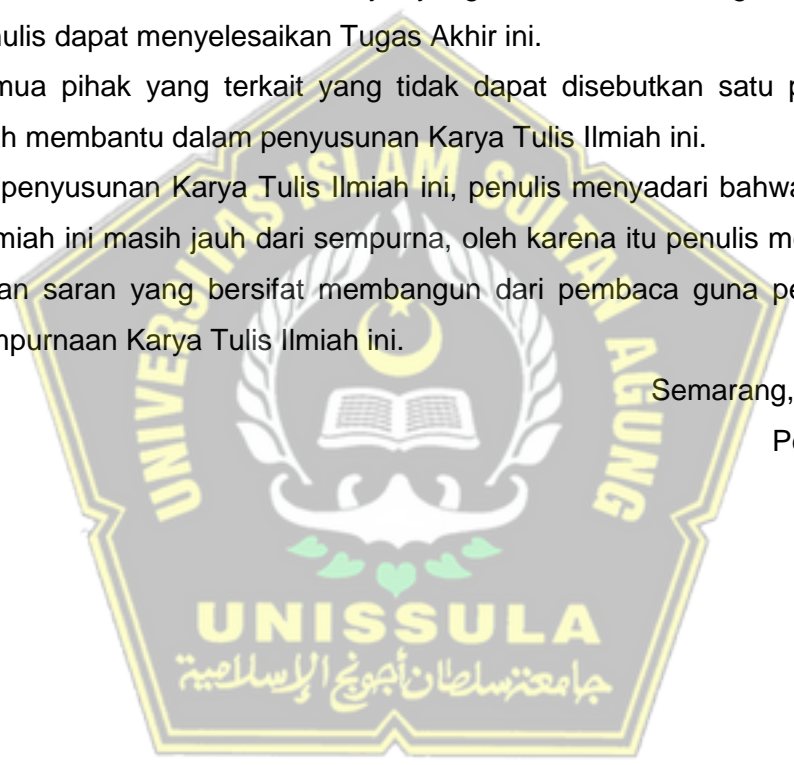 nulis dapat menyelesaikan Tugas Akhir ini.
mua pihak yang terkait yang tidak dapat disebutkan satu p
h membantu dalam penyusunan Karya Tulis Ilmiah ini.
penyusunan Karya Tulis Ilmiah ini, penulis menyadari bahwa
miah ini masih jauh dari sempurna, oleh karena itu penulis me
an saran yang bersifat membangun dari pembaca guna pe
mpurnaan Karya Tulis Ilmiah ini.
Semarang,
Pe
UNIVERSITAS ISLAM SULTAN AGUNG
UNISSULA
جامعة سلطان أجونج الإسلامية